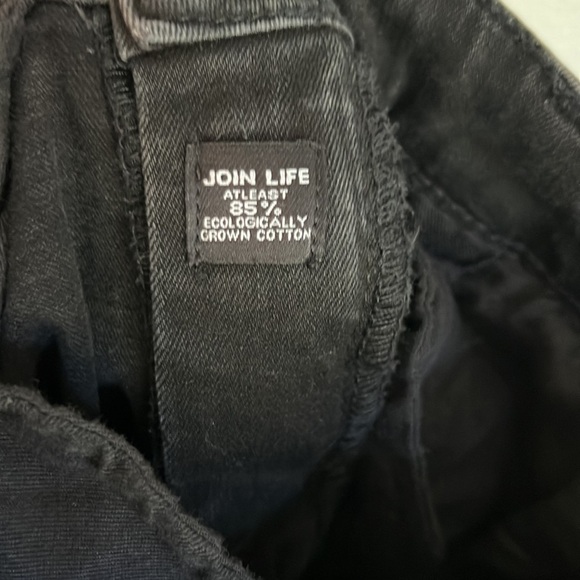 JOIN LIFE
ATLEAST
85%
ECOLOGICALLY
GROWN COTTON